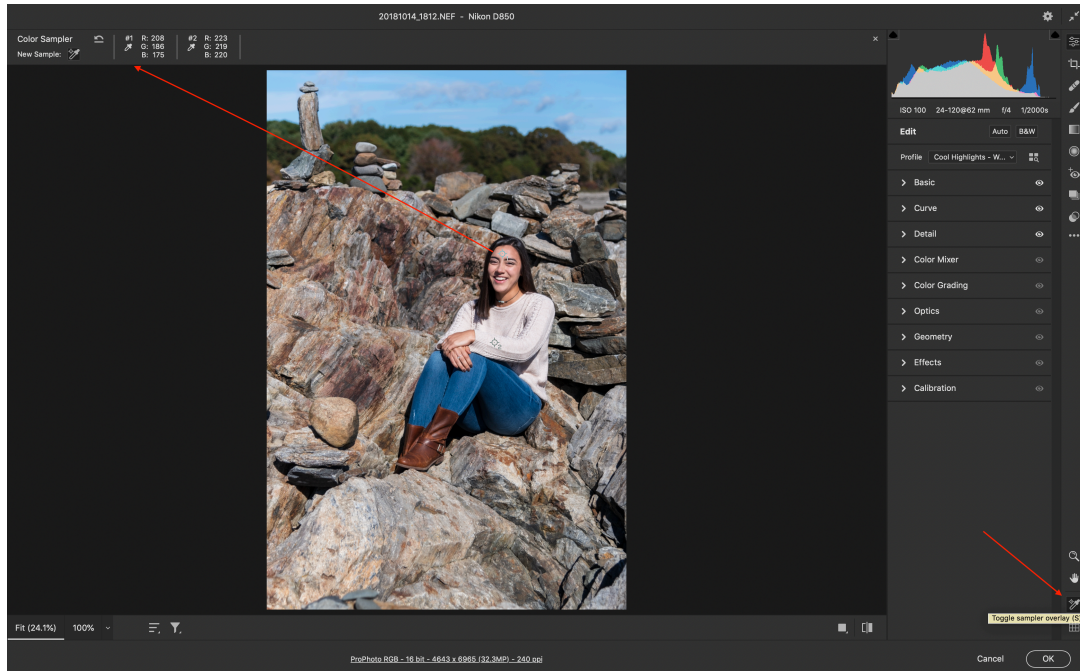 20181014_1812.NEF - Nikon D850
Color Sampler
New Sample:
#1 R: 208
G: 186
B: 175
#2 R: 223
G: 219
B: 220
ISO 100 24-120@62 mm f/4 1/2000s
Edit Auto B&W
Profile Cool Highlights - W...
Basic
Curve
Detail
Color Mixer
Color Grading
Optics
Geometry
Effects
Calibration
Toggle sampler overlay (S
Fit (24.1%) 100%
ProPhoto RGB - 16 bit - 4643 x 6965 (32.3MP) - 240 ppi
Cancel OK